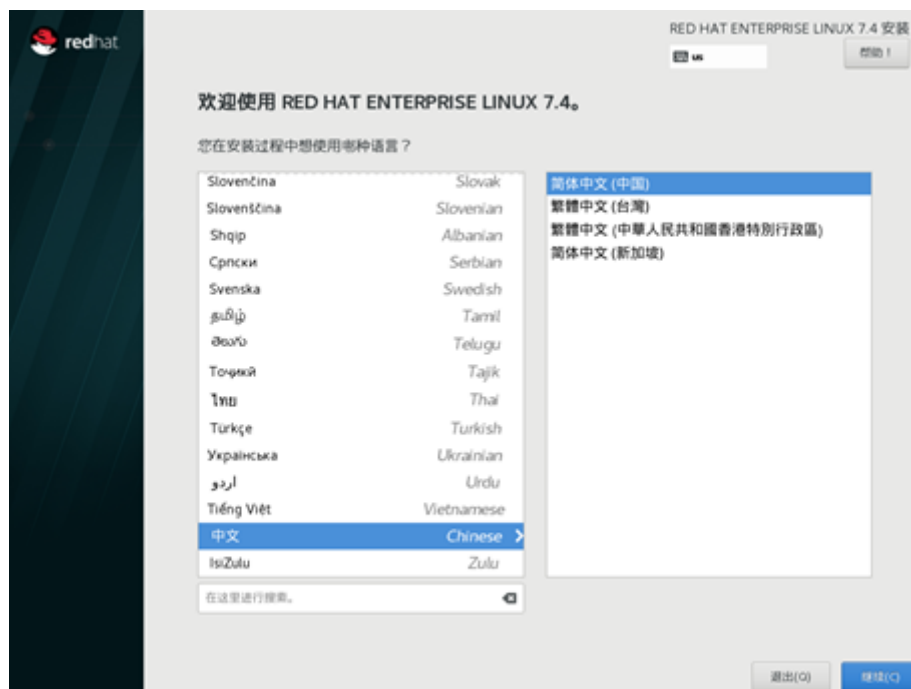 redhat
RED HAT ENTERPRISE LINUX 7.4 安装
us
帮助！
欢迎使用 RED HAT ENTERPRISE LINUX 7.4。
您在安装过程中想使用哪种语言？
Slovenčina Slovak
Slovenščina Slovenian
Shqip Albanian
Српски Serbian
Svenska Swedish
தமிழ் Tamil
తెలుగు Telugu
Тоҷикӣ Tajik
ไทย Thai
Türkçe Turkish
Українська Ukrainian
اردو Urdu
Tiếng Việt Vietnamese
中文 Chinese
IsiZulu Zulu
简体中文 (中国)
繁體中文 (台灣)
繁體中文 (中華人民共和國香港特別行政區)
简体中文 (新加坡)
在这里进行搜索。
退出(Q)
继续(C)